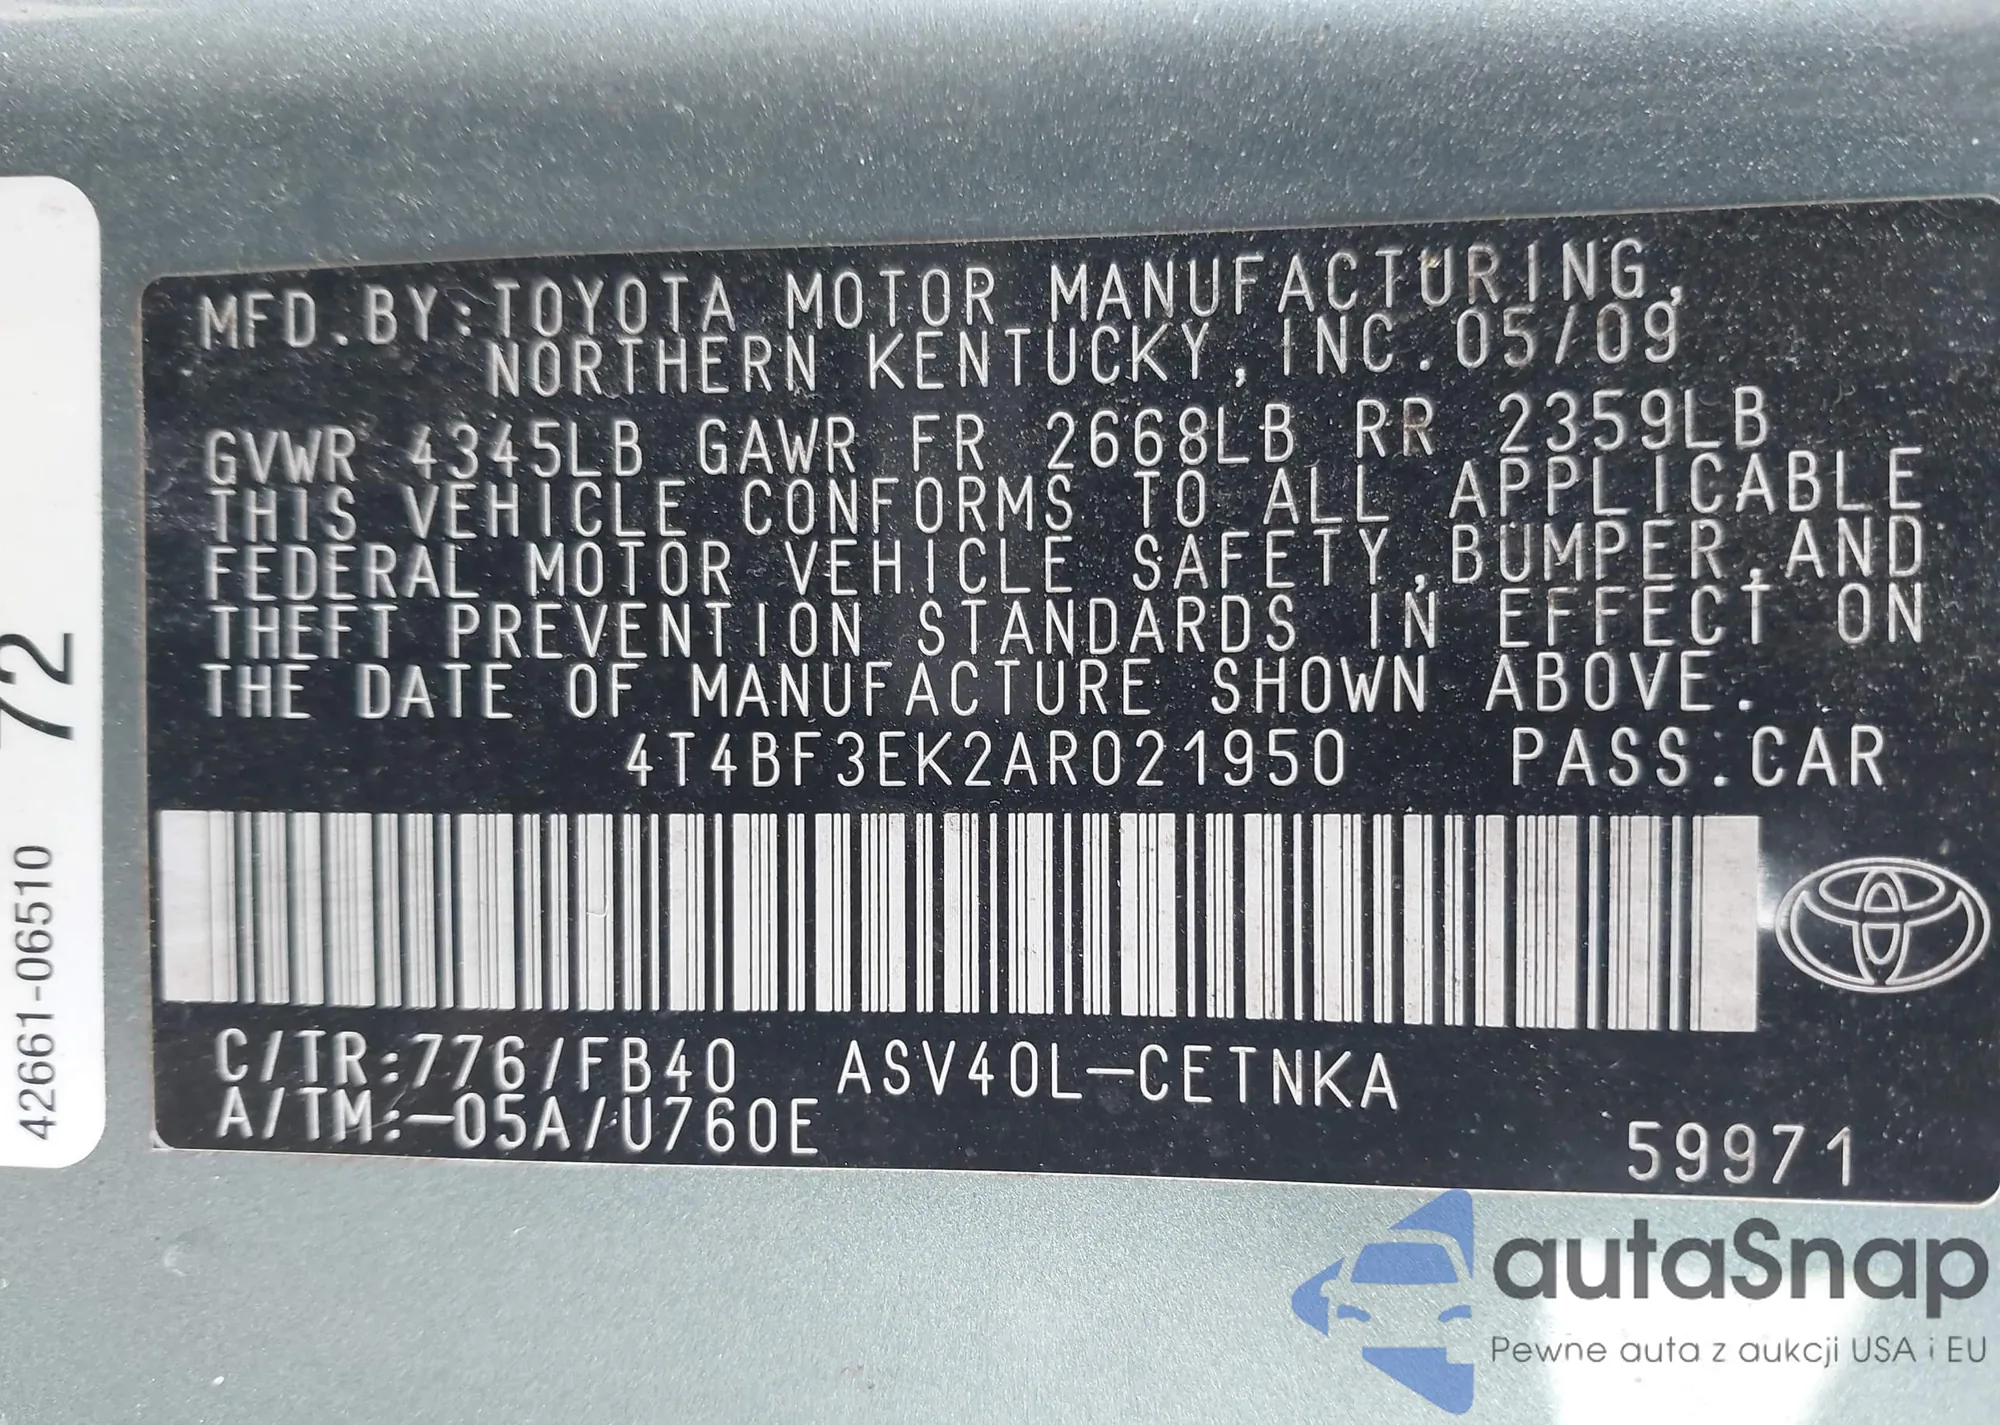 MFD.BY:TOYOTA MOTOR MANUFACTURING,
NORTHERN KENTUCKY, INC.05/09
GVWR 4345LB GAWR FR 2668LB RR 2359LB
THIS VEHICLE CONFORMS TO ALL APPLICABLE
FEDERAL MOTOR VEHICLE SAFETY,BUMPER,AND
THEFT PREVENTION STANDARDS IN EFFECT ON
THE DATE OF MANUFACTURE SHOWN ABOVE.
4T4BF3EK2AR021950 PASS.CAR
C/TR:776/FB40 ASV40L-CETNKA
A/TM:-05A/U760E
59971
72
42661-06510
autaSnap
Pewne auta z aukcji USA i EU